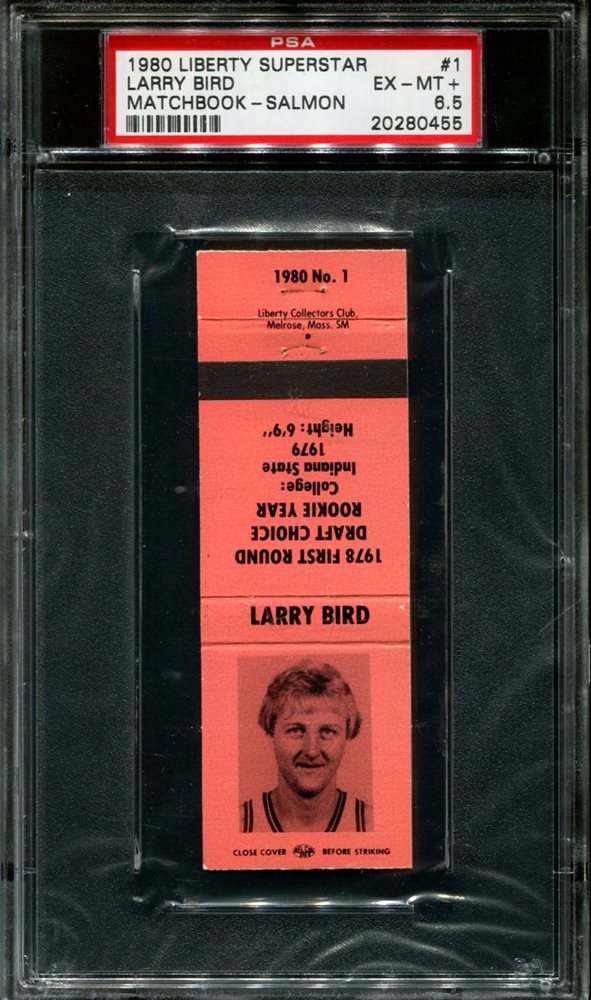 PSA
1980 LIBERTY SUPERSTAR #1
LARRY BIRD EX - MT +
MATCHBOOK - SALMON 6.5
20280455
1980 No. 1
Liberty Collectors Club,
Melrose, Mass. SM
1978 FIRST ROUND
DRAFT CHOICE
ROOKIE YEAR
College:
Indiana State
1979
Height: 6'9''
LARRY BIRD
CLOSE COVER BEFORE STRIKING